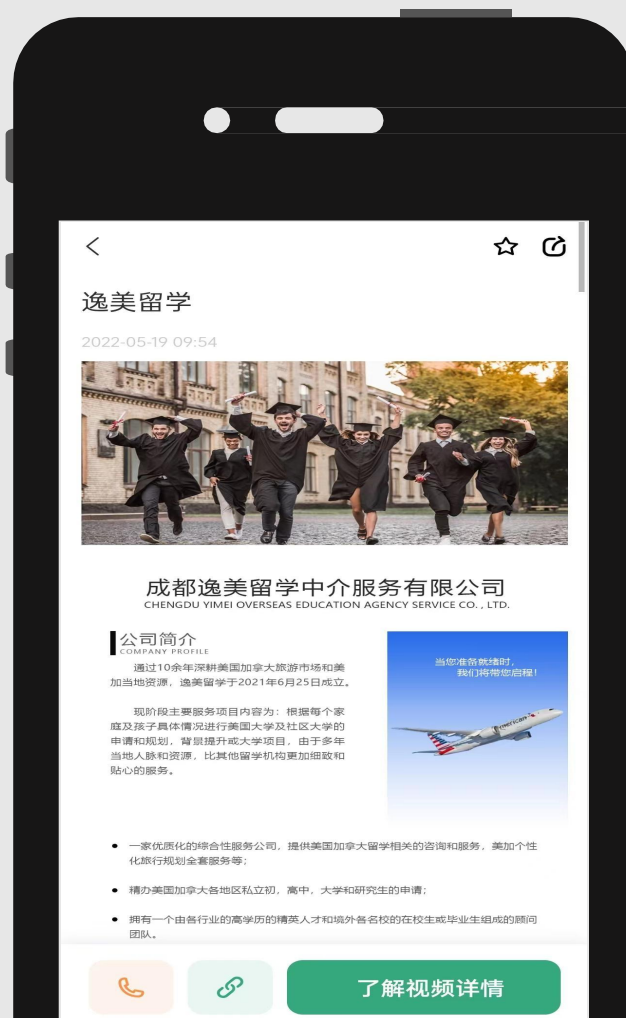 逸美留学
2022-05-19 09:54
成都逸美留学中介服务有限公司
CHENGDU YIMEI OVERSEAS EDUCATION AGENCY SERVICE CO. , LTD.
公司简介
COMPANY PROFILE
通过10余年深耕美国加拿大旅游市场和美
加当地资源，逸美留学于2021年6月25日成立。
现阶段主要服务项目内容为：根据每个家
庭及孩子具体情况进行美国大学及社区大学的
申请和规划，背景提升或大学项目，由于多年
当地人脉和资源，比其他留学机构更加细致和
贴心的服务。
当您准备就绪时，
我们将带您启程！
American
● 一家优质化的综合性服务公司，提供美国加拿大留学相关的咨询和服务，美加个性
化旅行规划全套服务等；
● 精办美国加拿大各地区私立初，高中，大学和研究生的申请；
● 拥有一个由各行业的高学历的精英人才和境外各名校的在校生或毕业生组成的顾问
团队。
了解视频详情